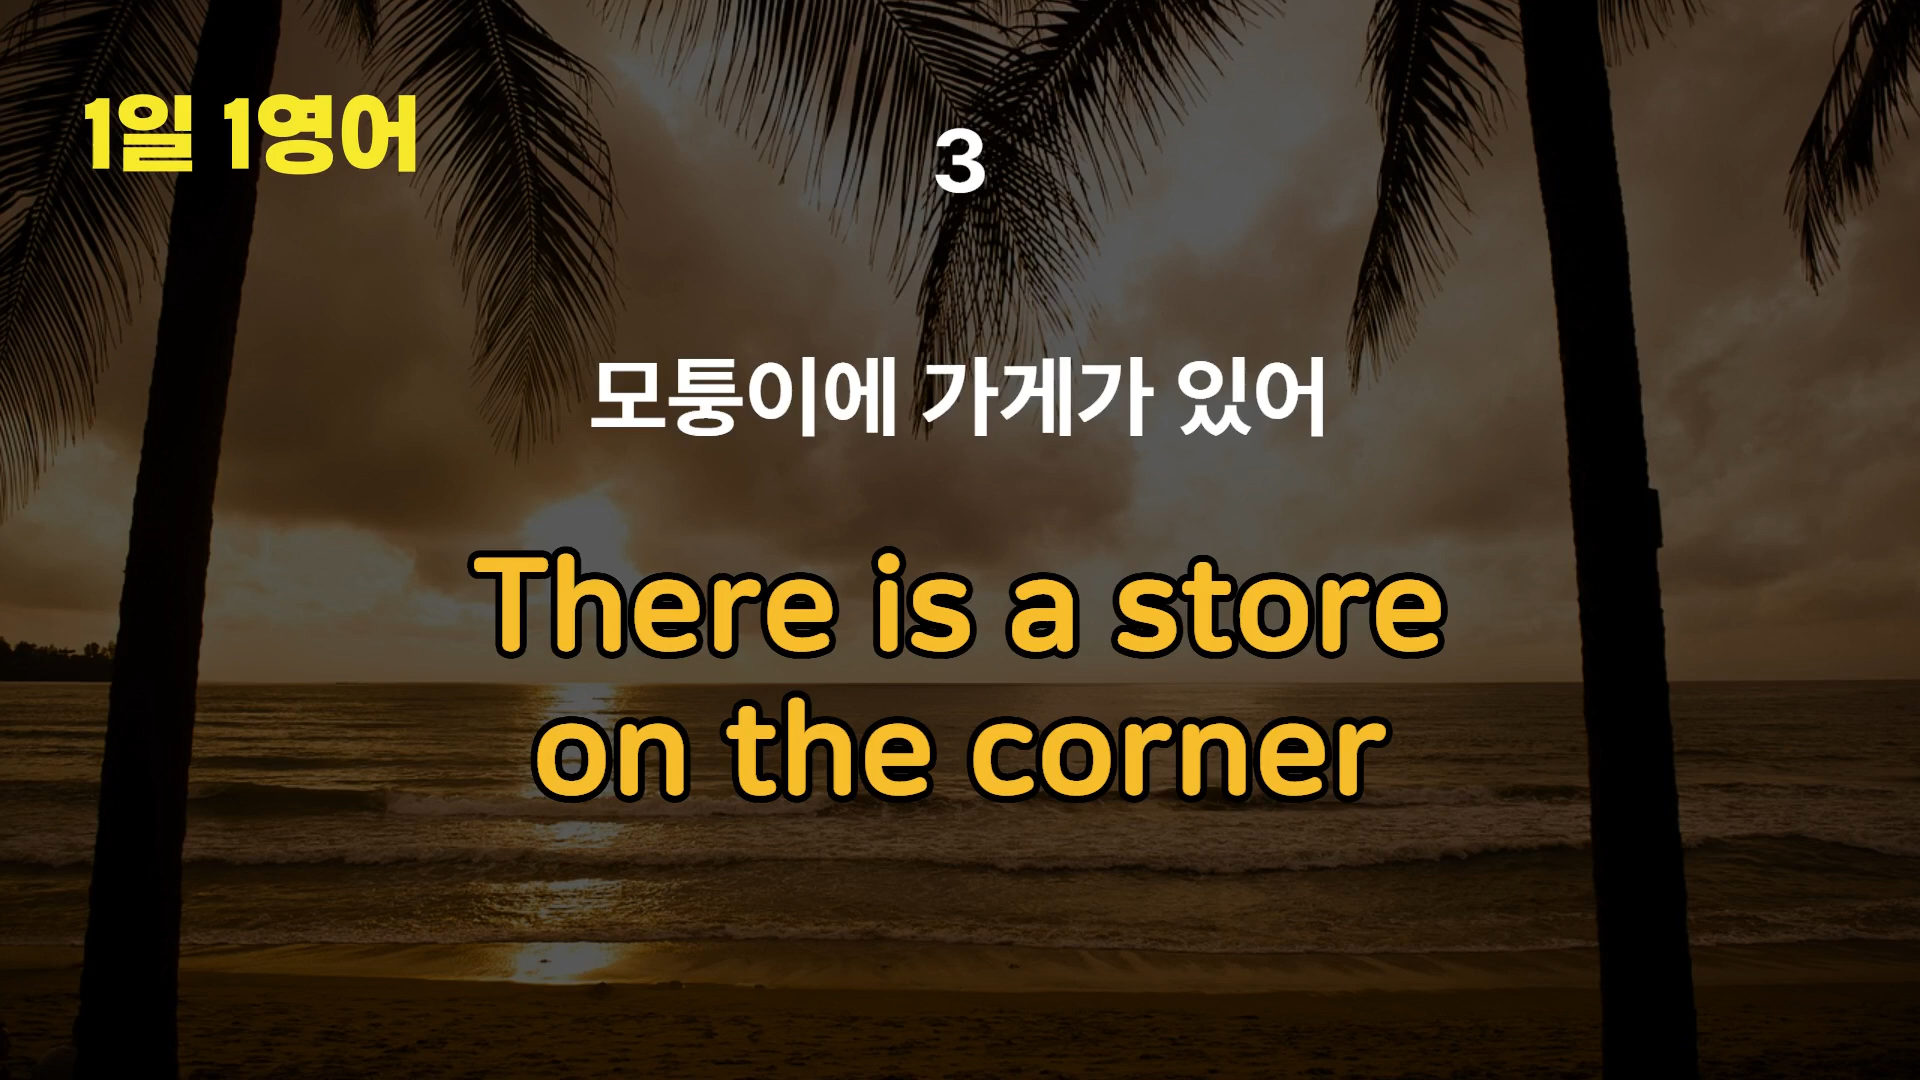 1일 1영어
3
모퉁이에 가게가 있어
There is a store
on the corner